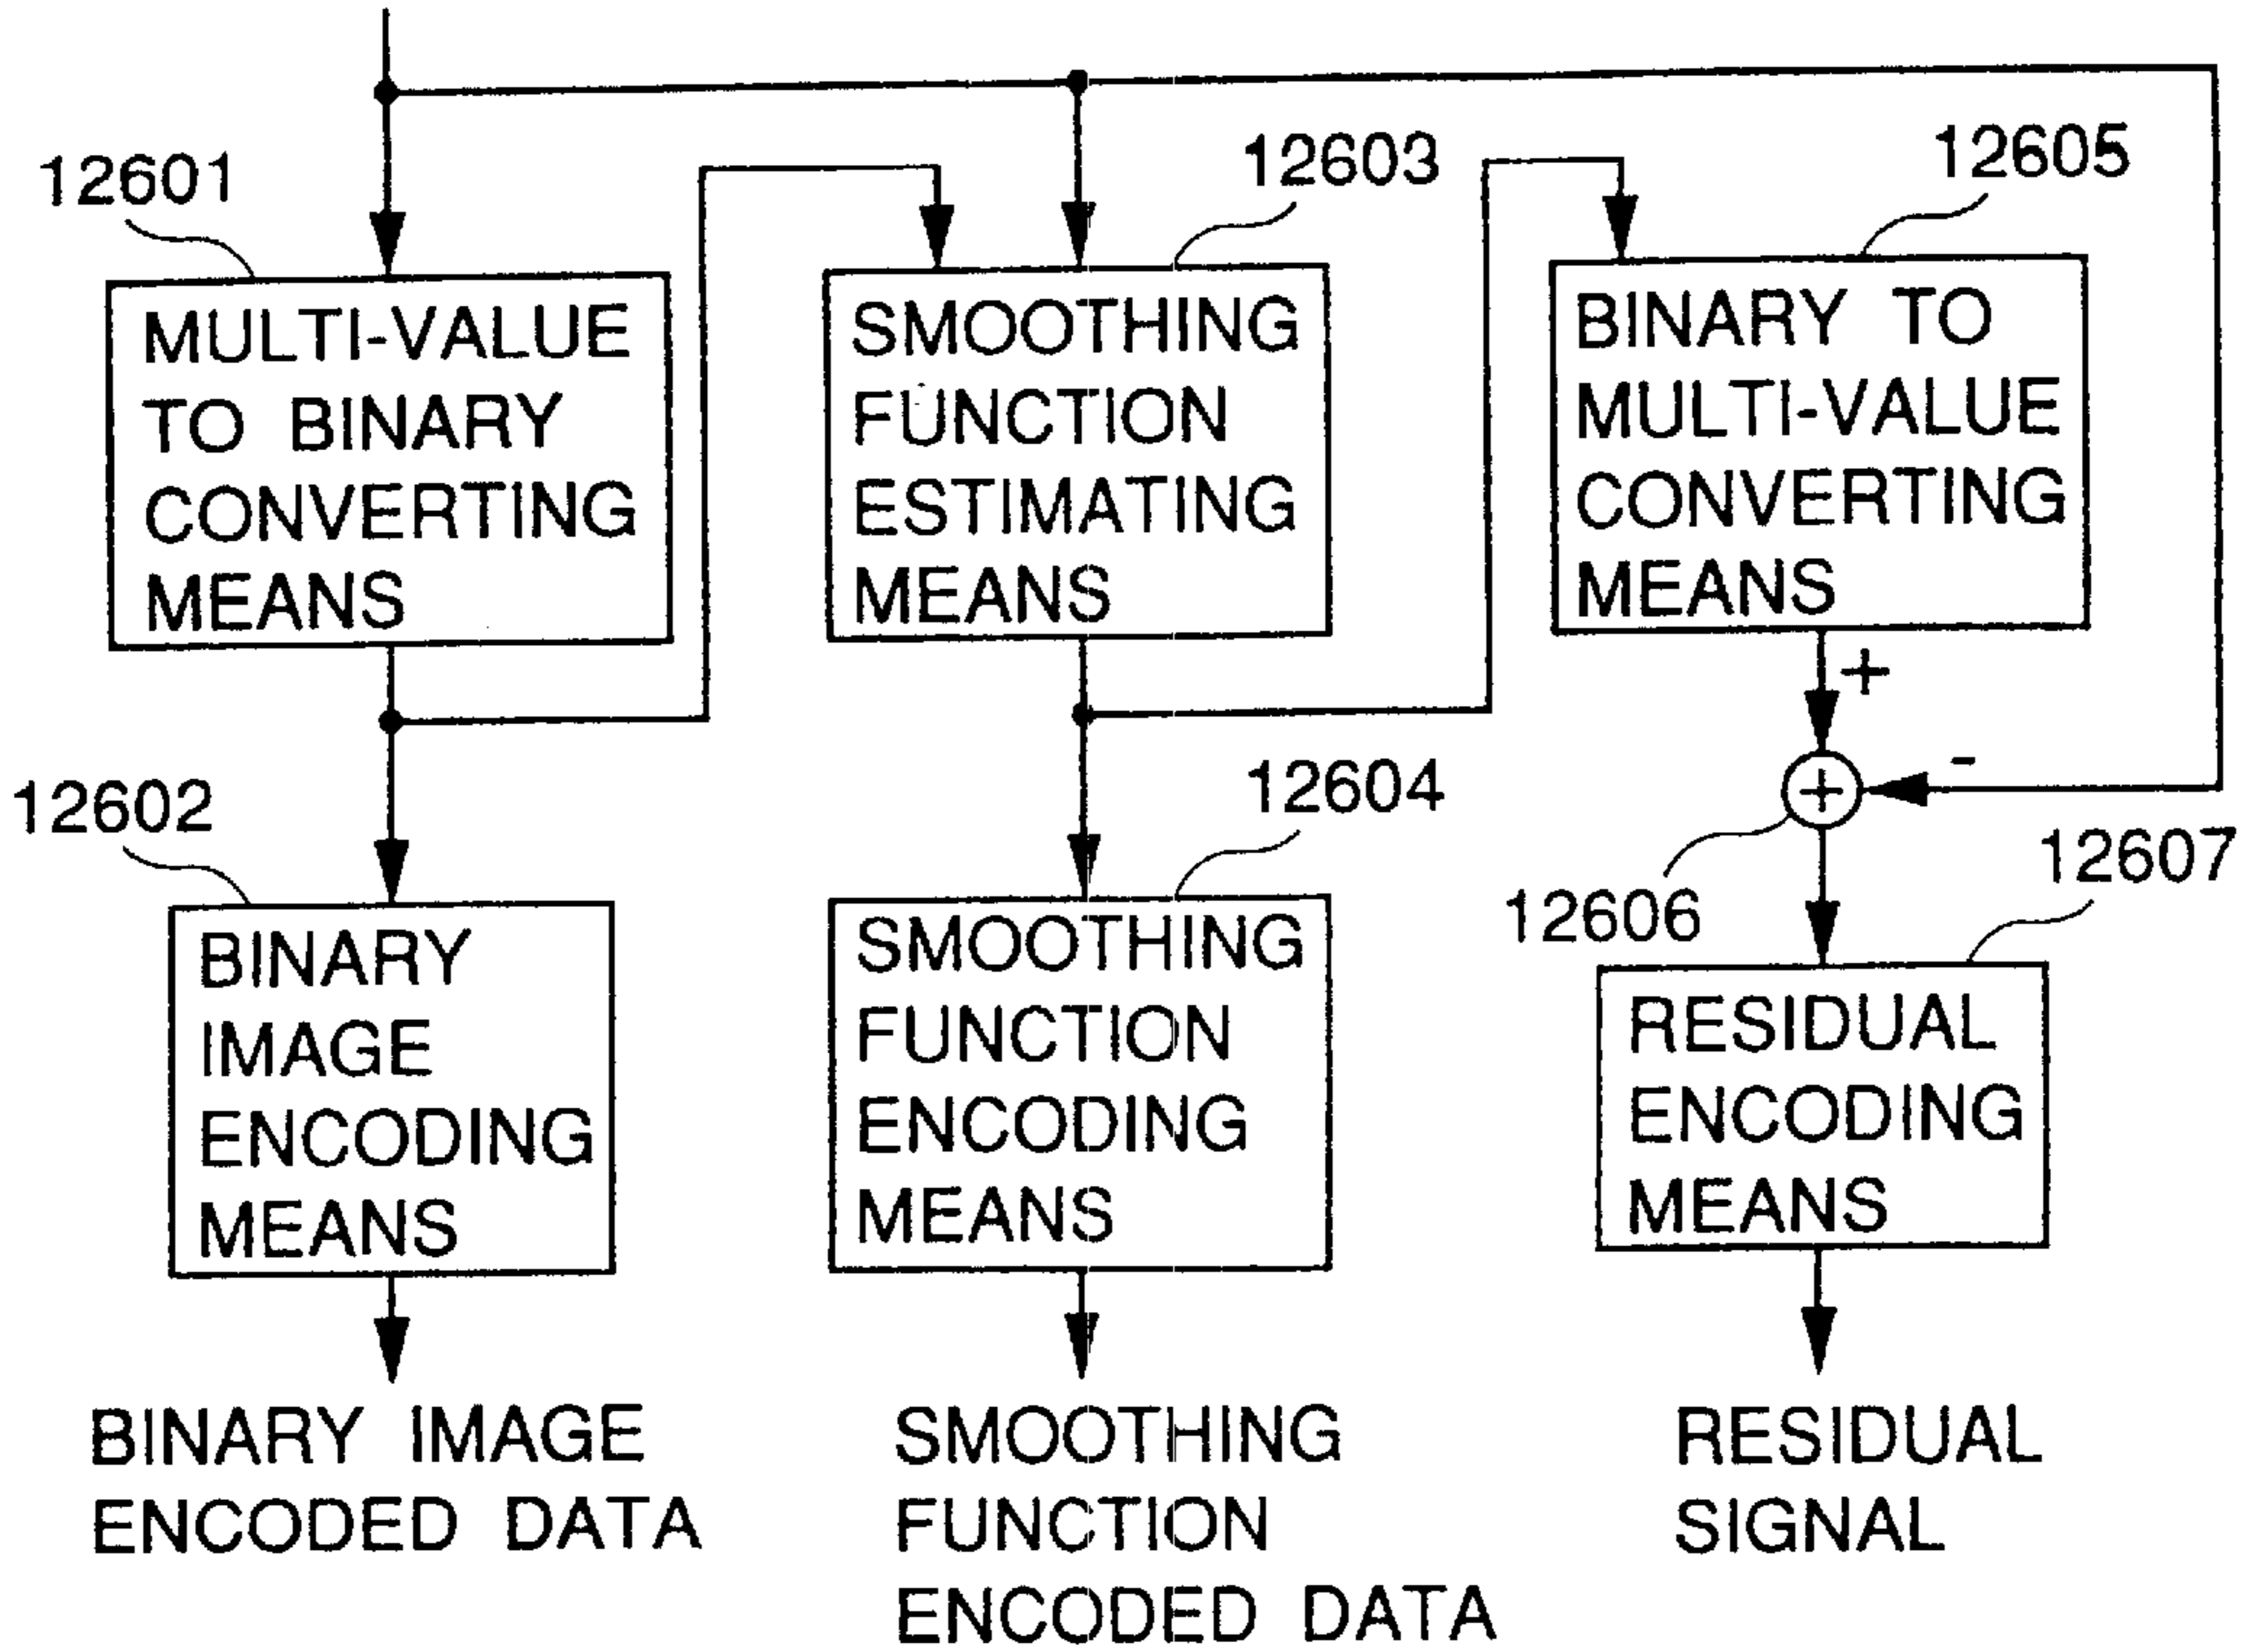 12601
MULTI-VALUE
TO BINARY
CONVERTING
MEANS
12603
SMOOTHING
FUNCTION
ESTIMATING
MEANS
12605
BINARY TO
MULTI-VALUE
CONVERTING
MEANS
+
-
+
12602
BINARY
IMAGE
ENCODING
MEANS
12604
SMOOTHING
FUNCTION
ENCODING
MEANS
12606
12607
RESIDUAL
ENCODING
MEANS
BINARY IMAGE
ENCODED DATA
SMOOTHING
FUNCTION
ENCODED DATA
RESIDUAL
SIGNAL